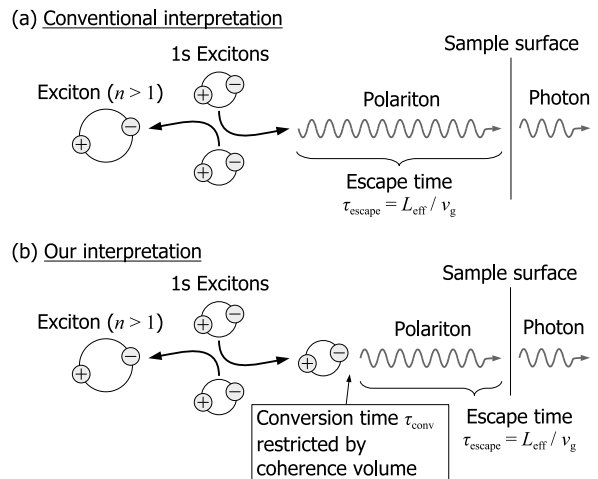 (a) Conventional interpretation
Sample surface
1s Excitons
Exciton (n > 1)
Polariton
Photon
+ −
+ −
+ −
Escape time
τescape = Leff / vg
(b) Our interpretation
Sample surface
1s Excitons
Exciton (n > 1)
Polariton
Photon
+ −
+ −
+ −
+ −
Conversion time τconv
restricted by
coherence volume
Escape time
τescape = Leff / vg